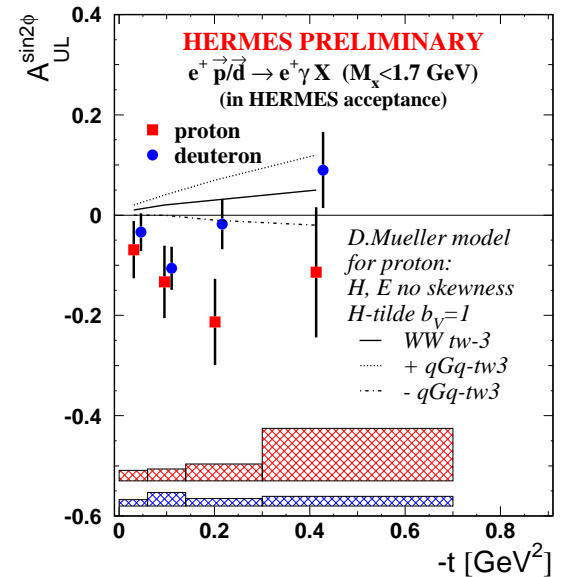 A_UL^sin2ϕ
HERMES PRELIMINARY
e⁺ p⃗/d⃗ → e⁺ γ X (Mₓ<1.7 GeV)
(in HERMES acceptance)
proton
deuteron
D.Mueller model
for proton:
H, E no skewness
H-tilde b_V=1
WW tw-3
+ qGq-tw3
- qGq-tw3
0.4
0.2
0
-0.2
-0.4
-0.6
0 0.2 0.4 0.6 0.8
-t [GeV²]